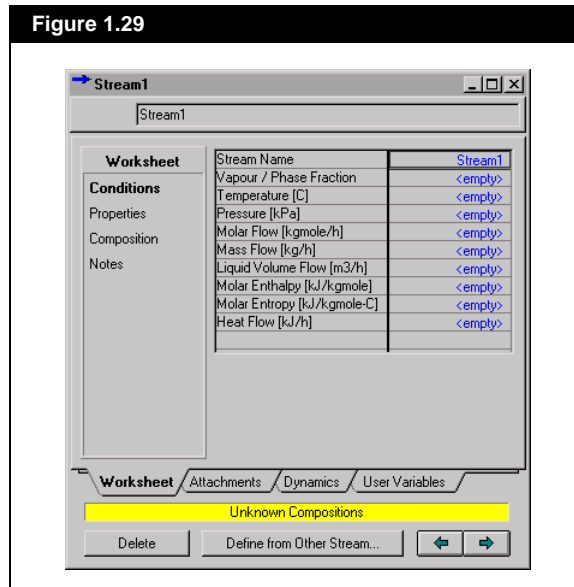 Figure 1.29
Stream1
Stream1
Worksheet
Conditions
Properties
Composition
Notes
Stream Name Stream1
Vapour / Phase Fraction <empty>
Temperature [C] <empty>
Pressure [kPa] <empty>
Molar Flow [kgmole/h] <empty>
Mass Flow [kg/h] <empty>
Liquid Volume Flow [m3/h] <empty>
Molar Enthalpy [kJ/kgmole] <empty>
Molar Entropy [kJ/kgmole-C] <empty>
Heat Flow [kJ/h] <empty>
Worksheet Attachments Dynamics User Variables
Unknown Compositions
Delete Define from Other Stream...